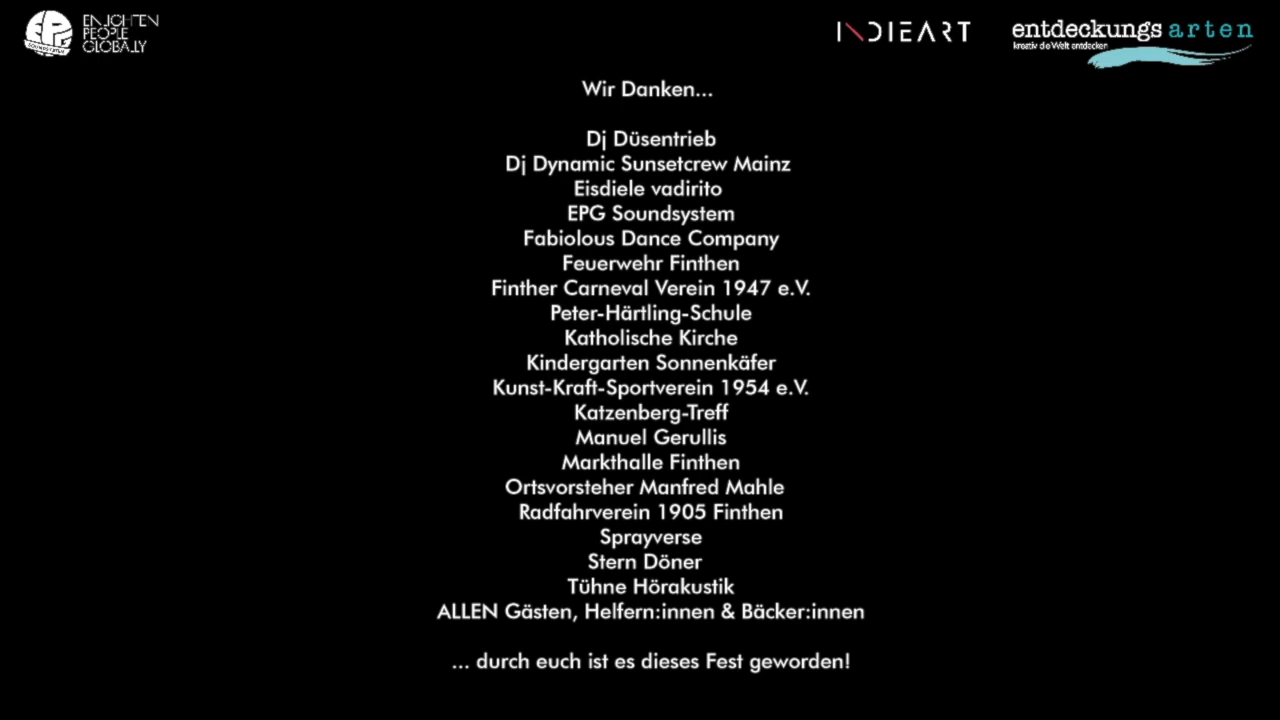 EPG
SOUNDSYSTEM
ENLIGHTEN
PEOPLE
GLOBALLY
INDIEART
entdeckungsarten
kreativ die Welt entdecken
Wir Danken...
Dj Düsentrieb
Dj Dynamic Sunsetcrew Mainz
Eisdiele vadirito
EPG Soundsystem
Fabiolous Dance Company
Feuerwehr Finthen
Finther Carneval Verein 1947 e.V.
Peter-Härtling-Schule
Katholische Kirche
Kindergarten Sonnenkäfer
Kunst-Kraft-Sportverein 1954 e.V.
Katzenberg-Treff
Manuel Gerullis
Markthalle Finthen
Ortsvorsteher Manfred Mahle
Radfahrverein 1905 Finthen
Sprayverse
Stern Döner
Tühne Hörakustik
ALLEN Gästen, Helfern:innen & Bäcker:innen
... durch euch ist es dieses Fest geworden!